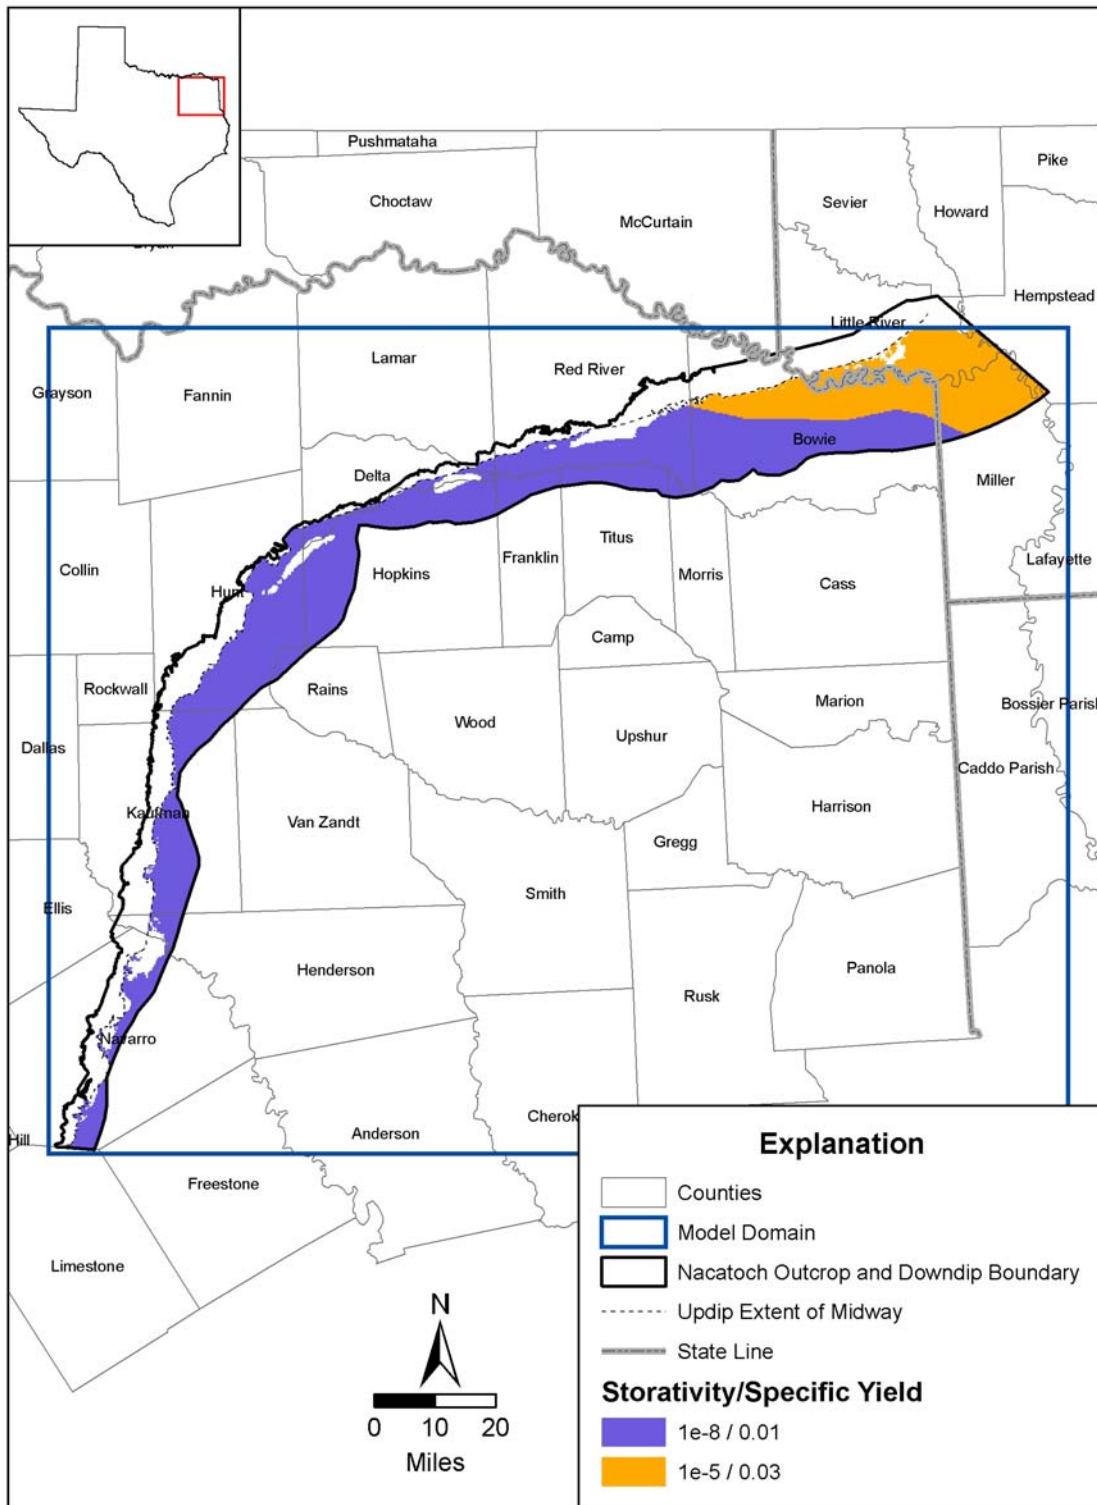 Pushmataha
Pike
Choctaw
Sevier
Howard
McCurtain
Bryan
Hempstead
Little River
Lamar
Red River
Grayson
Fannin
Bowie
Delta
Miller
Titus
Franklin
Lafayette
Collin
Hopkins
Morris
Cass
Hunt
Camp
Rockwall
Rains
Marion
Bossier Parish
Wood
Upshur
Dallas
Caddo Parish
Kaufman
Van Zandt
Harrison
Gregg
Smith
Ellis
Henderson
Panola
Rusk
Navarro
Cherok
Anderson
Hill
Freestone
Limestone
N
0 10 20
Miles
Explanation
Counties
Model Domain
Nacatoch Outcrop and Downdip Boundary
Updip Extent of Midway
State Line
Storativity/Specific Yield
1e-8 / 0.01
1e-5 / 0.03